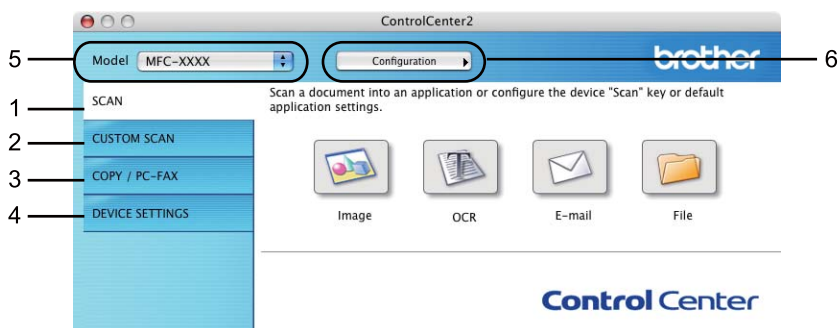 ControlCenter2
5
Model MFC-XXXX
Configuration
brother
6
1
SCAN
Scan a document into an application or configure the device "Scan" key or default
application settings.
2
CUSTOM SCAN
3
COPY / PC-FAX
4
DEVICE SETTINGS
Image
OCR
E-mail
File
Control Center